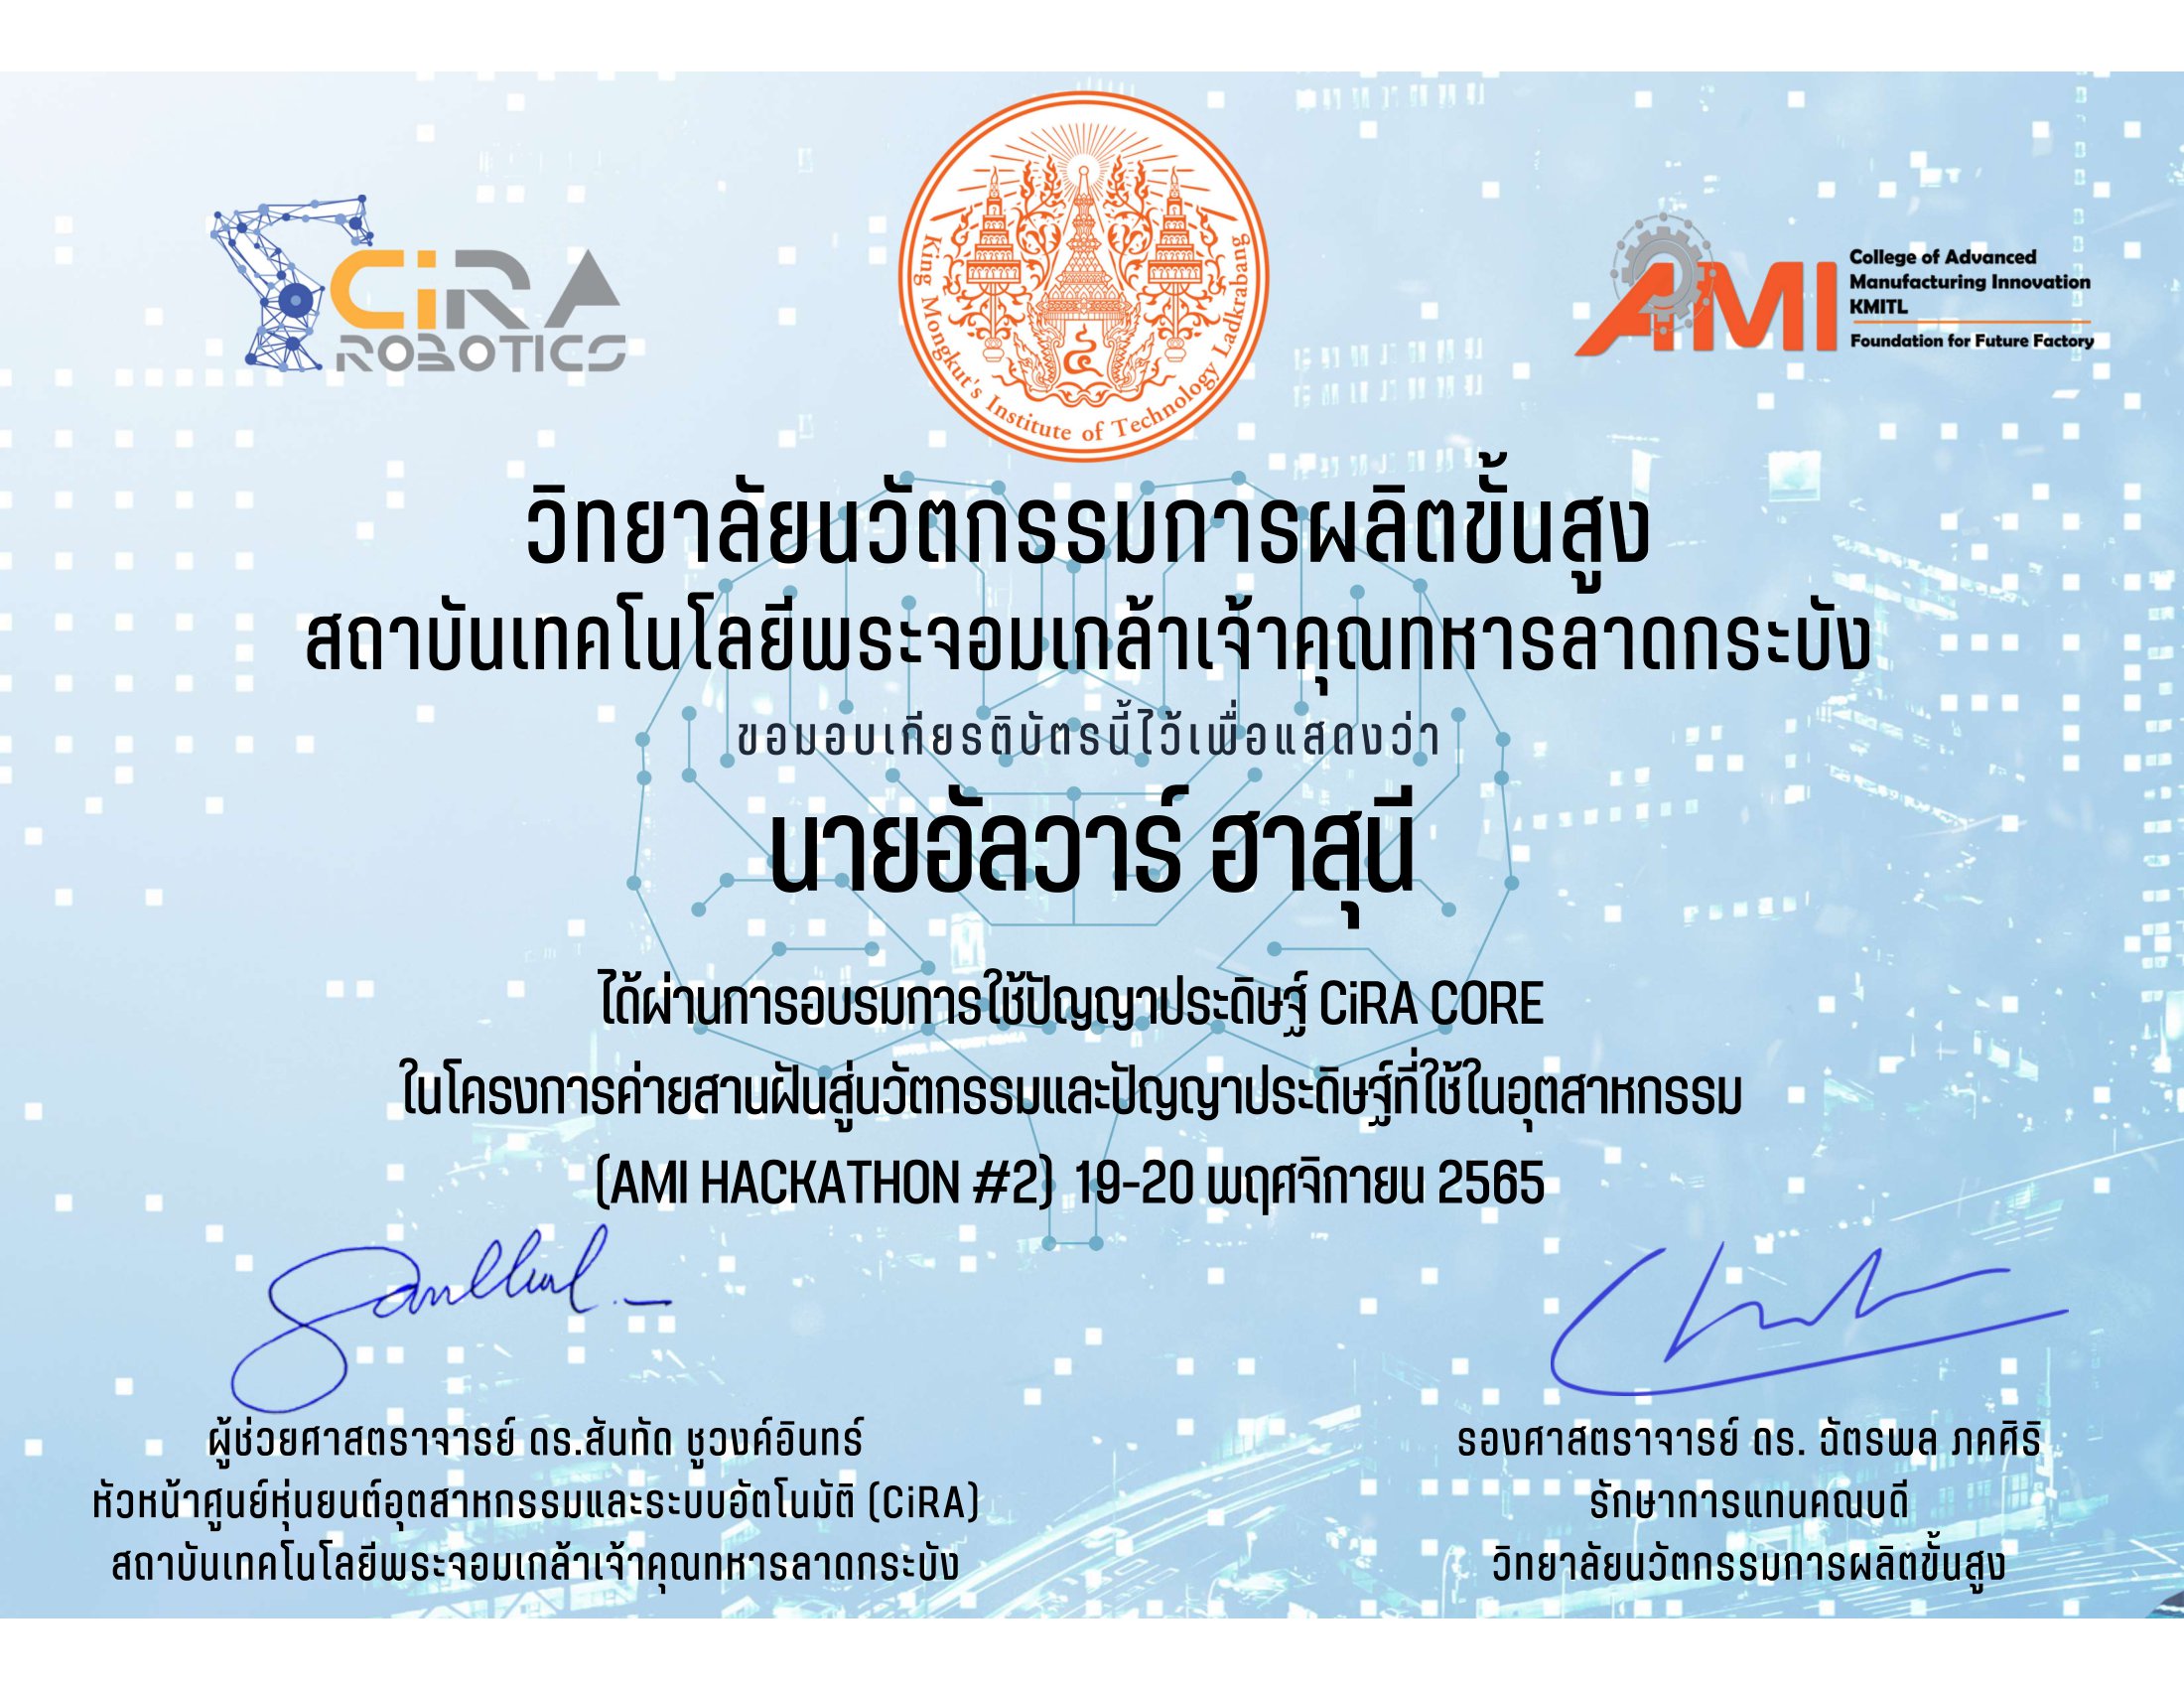 CiRA
ROBOTICS
King Mongkut's Institute of Technology Ladkrabang
AMI
College of Advanced
Manufacturing Innovation
KMITL
Foundation for Future Factory
วิทยาลัยนวัตกรรมการผลิตขั้นสูง
สถาบันเทคโนโลยีพระจอมเกล้าเจ้าคุณทหารลาดกระบัง
ขอมอบเกียรติบัตรนี้ไว้เพื่อแสดงว่า
นายอัลวาร์ ฮาสุนี
ได้ผ่านการอบรมการใช้ปัญญาประดิษฐ์ CiRA CORE
ในโครงการค่ายสานฝันสู่นวัตกรรมและปัญญาประดิษฐ์ที่ใช้ในอุตสาหกรรม
(AMI HACKATHON #2) 19-20 พฤศจิกายน 2565
ผู้ช่วยศาสตราจารย์ ดร.สันทัด ชูวงค์อินทร์
หัวหน้าศูนย์หุ่นยนต์อุตสาหกรรมและระบบอัตโนมัติ (CiRA)
สถาบันเทคโนโลยีพระจอมเกล้าเจ้าคุณทหารลาดกระบัง
รองศาสตราจารย์ ดร. ฉัตรพล ภคศิริ
รักษาการแทนคณบดี
วิทยาลัยนวัตกรรมการผลิตขั้นสูง